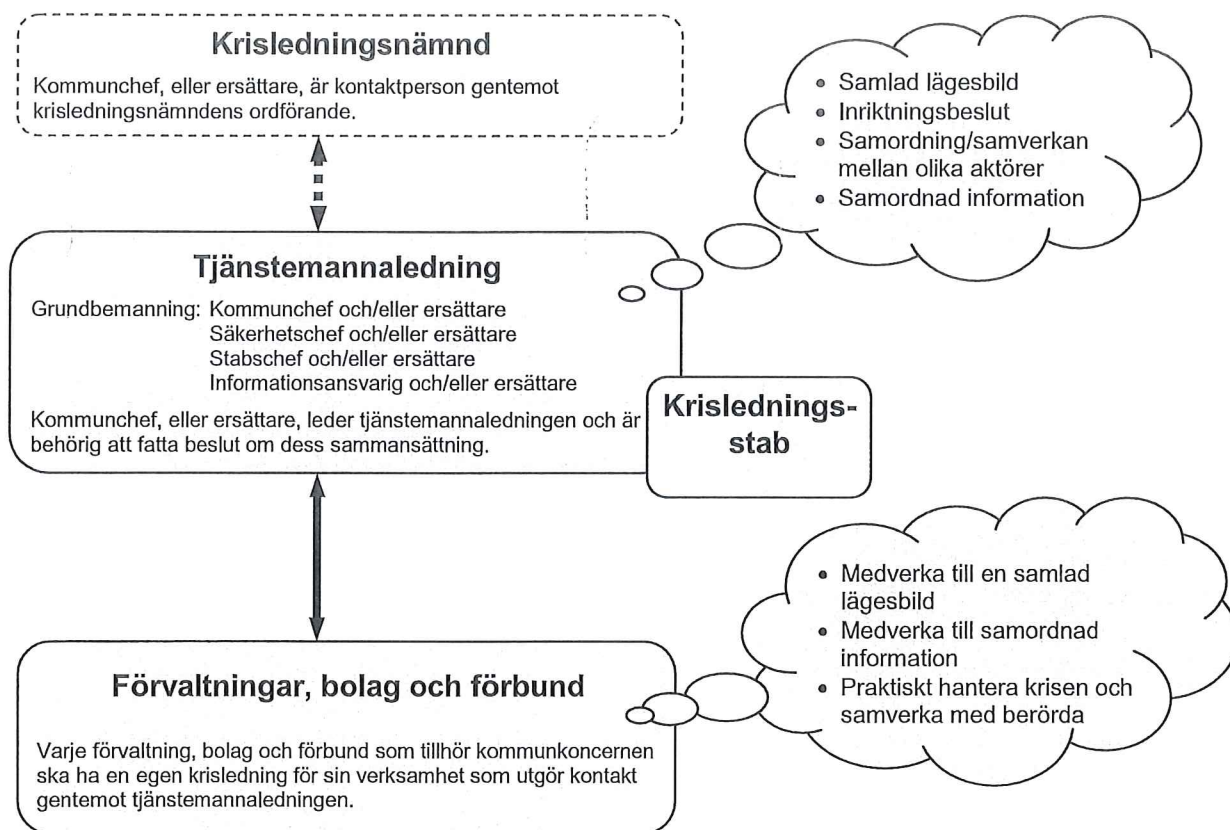 Krisledningsnämnd
Kommunchef, eller ersättare, är kontaktperson gentemot
krisledningsnämndens ordförande.
• Samlad lägesbild
• Inriktningsbeslut
• Samordning/samverkan
mellan olika aktörer
• Samordnad information
Tjänstemannaledning
Grundbemanning: Kommunchef och/eller ersättare
Säkerhetschef och/eller ersättare
Stabschef och/eller ersättare
Informationsansvarig och/eller ersättare
Kommunchef, eller ersättare, leder tjänstemannaledningen och är
behörig att fatta beslut om dess sammansättning.
Krislednings-
stab
• Medverka till en samlad
lägesbild
• Medverka till samordnad
information
• Praktiskt hantera krisen och
samverka med berörda
Förvaltningar, bolag och förbund
Varje förvaltning, bolag och förbund som tillhör kommunkoncernen
ska ha en egen krisledning för sin verksamhet som utgör kontakt
gentemot tjänstemannaledningen.